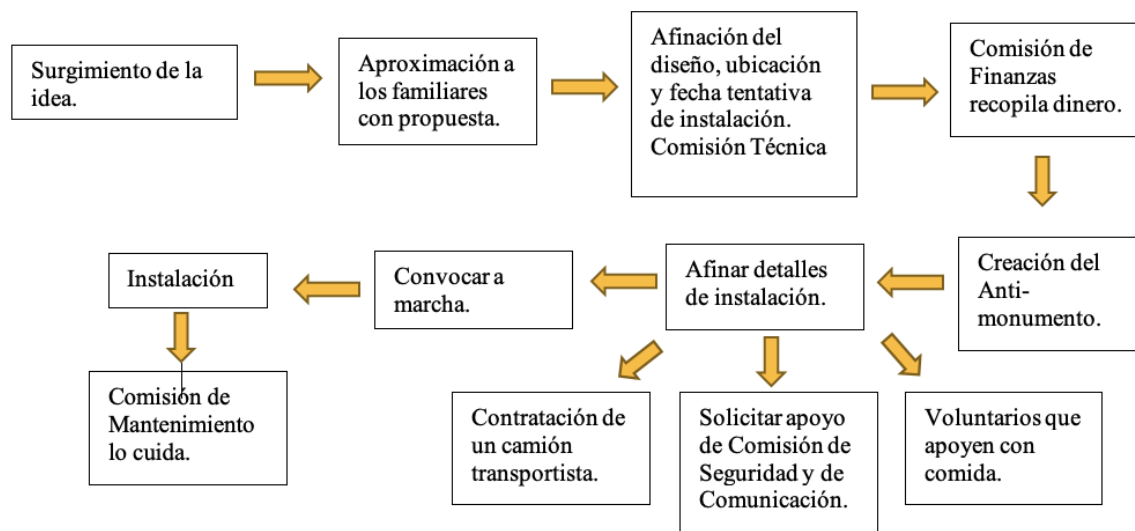 Surgimiento de la
idea.
Aproximación a
los familiares
con propuesta.
Afinación del
diseño, ubicación
y fecha tentativa
de instalación.
Comisión Técnica
Comisión de
Finanzas
recopila dinero.
Creación del
Anti-
monumento.
Afinar detalles
de instalación.
Contratación de
un camión
transportista.
Solicitar apoyo
de Comisión de
Seguridad y de
Comunicación.
Voluntarios que
apoyen con
comida.
Convocar a
marcha.
Instalación
Comisión de
Mantenimiento
lo cuida.